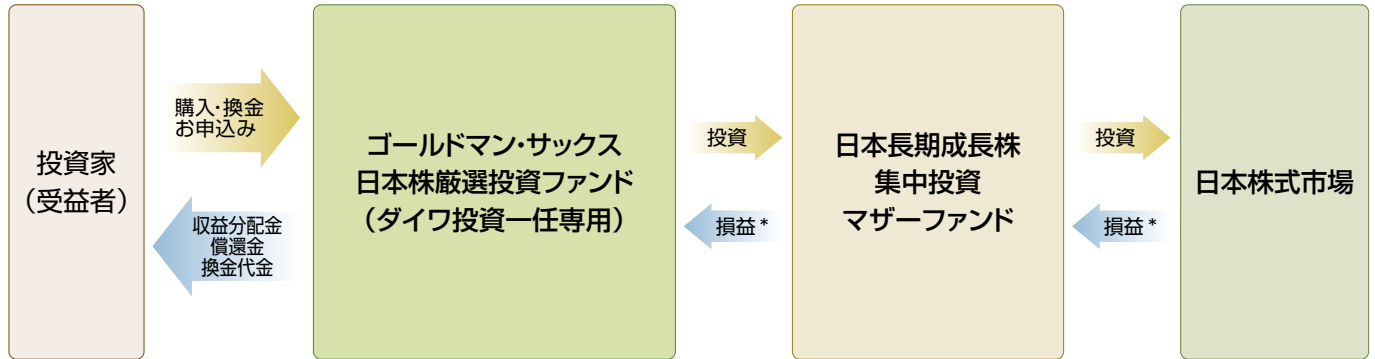 投資家
（受益者）
購入・換金
お申込み
収益分配金
償還金
換金代金
ゴールドマン・サックス
日本株厳選投資ファンド
（ダイワ投資一任専用）
投資
損益*
日本長期成長株
集中投資
マザーファンド
投資
損益*
日本株式市場